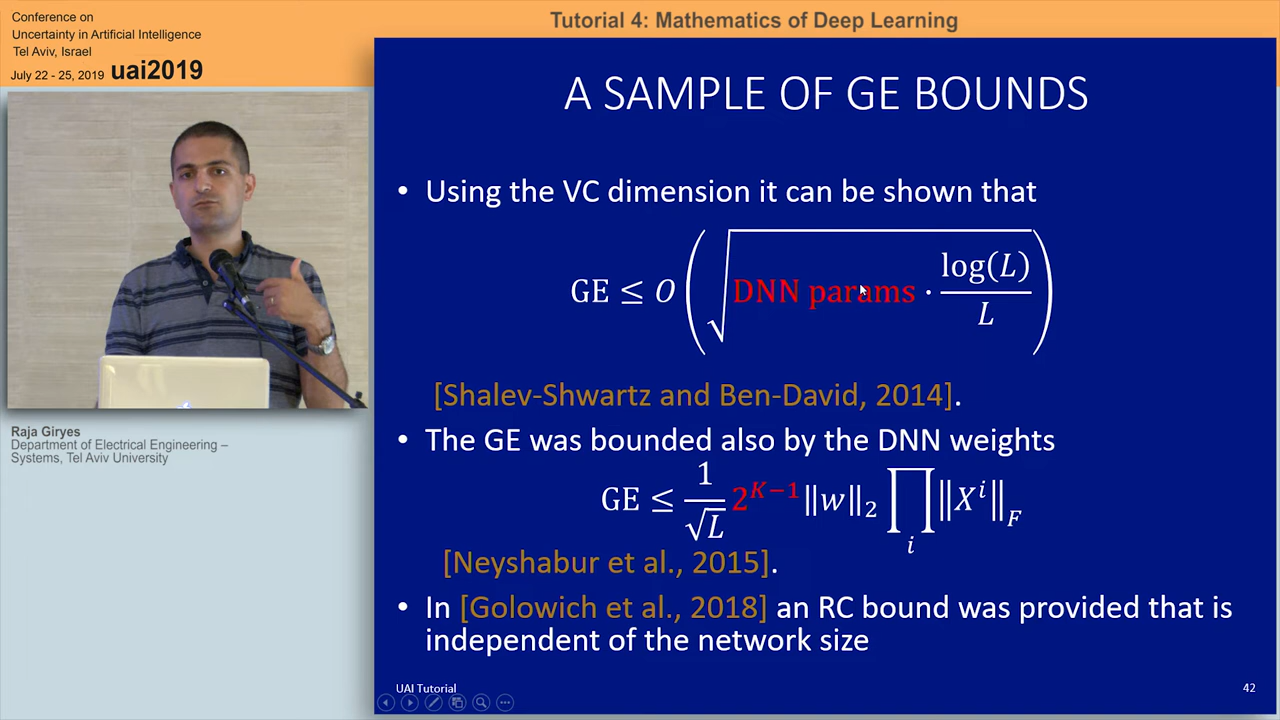 Conference on
Uncertainty in Artificial Intelligence
Tel Aviv, Israel
July 22 - 25, 2019 uai2019
Tutorial 4: Mathematics of Deep Learning
A SAMPLE OF GE BOUNDS
• Using the VC dimension it can be shown that
GE ≤ O(√(DNN params · log(L)/L))
[Shalev-Shwartz and Ben-David, 2014].
• The GE was bounded also by the DNN weights
GE ≤ 1/√L 2^{K−1} ‖w‖₂ ∏_i ‖X^i‖_F
[Neyshabur et al., 2015].
• In [Golowich et al., 2018] an RC bound was provided that is
independent of the network size
UAI Tutorial
42
Raja Giryes
Department of Electrical Engineering –
Systems, Tel Aviv University